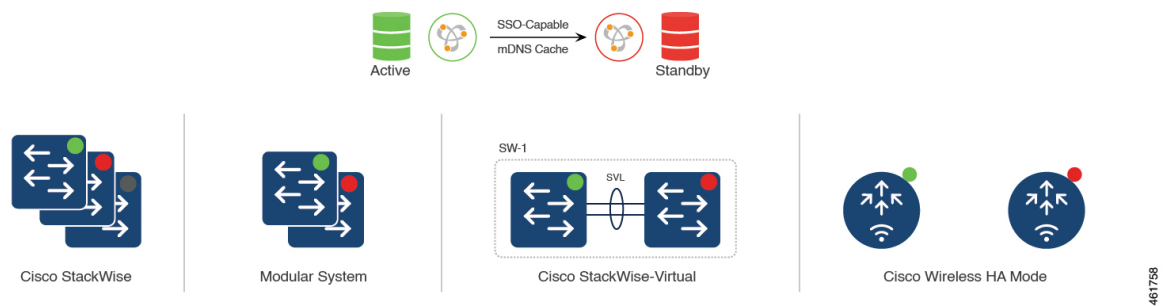 SSO-Capable
mDNS Cache
Active
Standby
SW-1
SVL
Cisco StackWise
Modular System
Cisco StackWise-Virtual
Cisco Wireless HA Mode
461758